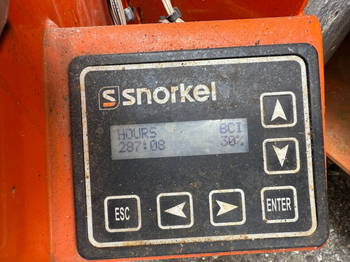 snorkel
HOURS BCI
287:08 30%
ESC
ENTER